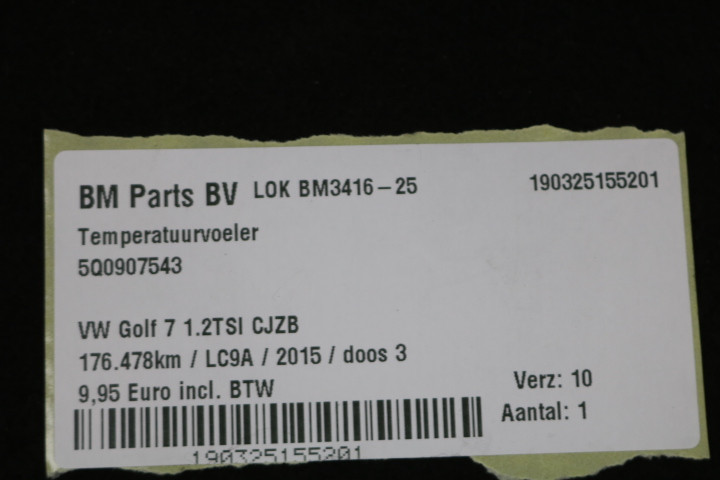 BM Parts BV LOK BM3416-25 190325155201
Temperatuurvoeler
5Q0907543
VW Golf 7 1.2TSI CJZB
176.478km / LC9A / 2015 / doos 3
9,95 Euro incl. BTW Verz: 10
Aantal: 1
190325155201